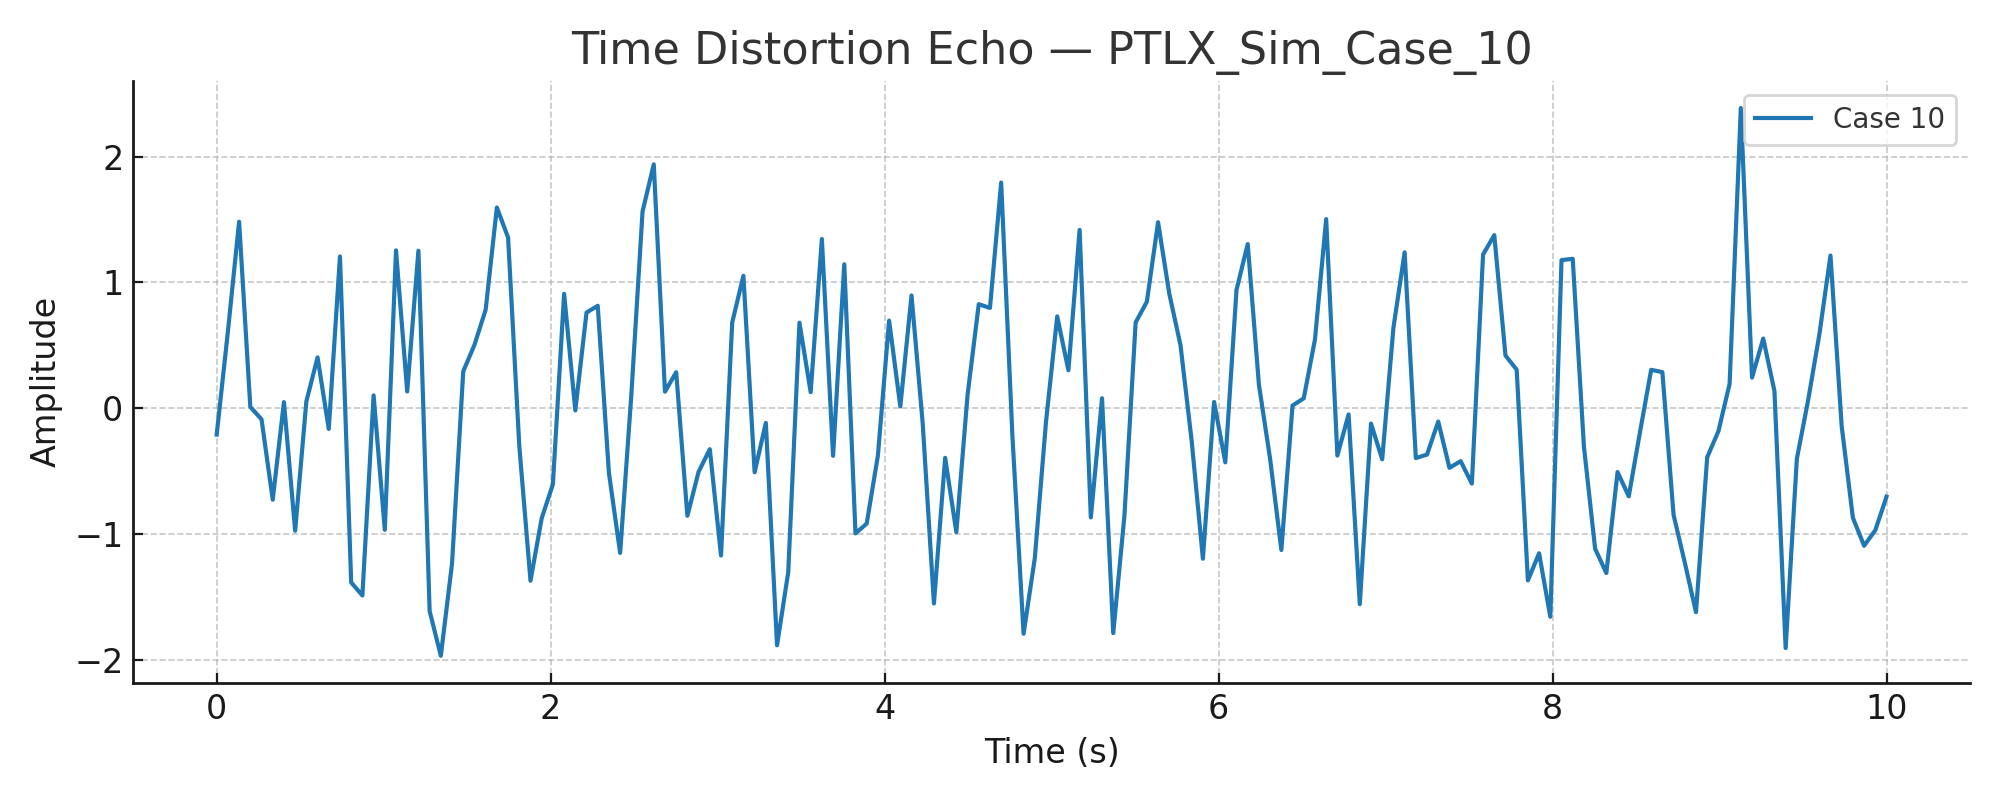 Time Distortion Echo — PTLX_Sim_Case_10
Case 10
Amplitude
2
1
0
−1
−2
0 2 4 6 8 10
Time (s)